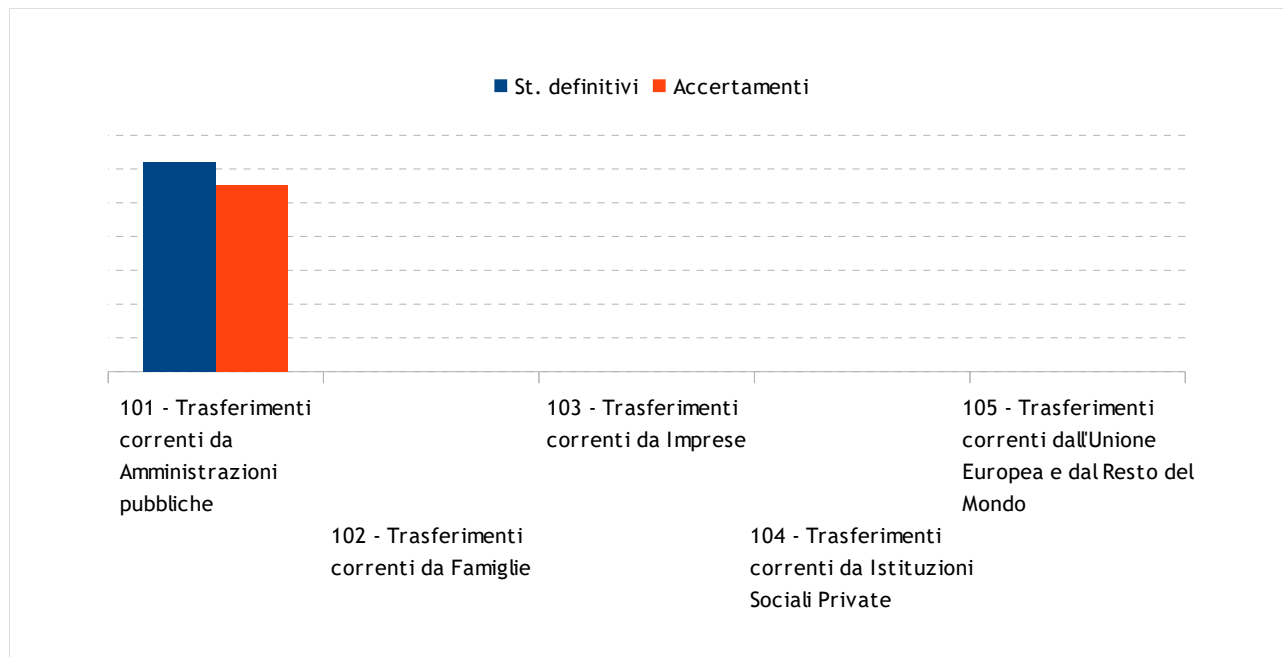 St. definitivi Accertamenti
101 - Trasferimenti
correnti da
Amministrazioni
pubbliche
102 - Trasferimenti
correnti da Famiglie
103 - Trasferimenti
correnti da Imprese
104 - Trasferimenti
correnti da Istituzioni
Sociali Private
105 - Trasferimenti
correnti dall'Unione
Europea e dal Resto del
Mondo